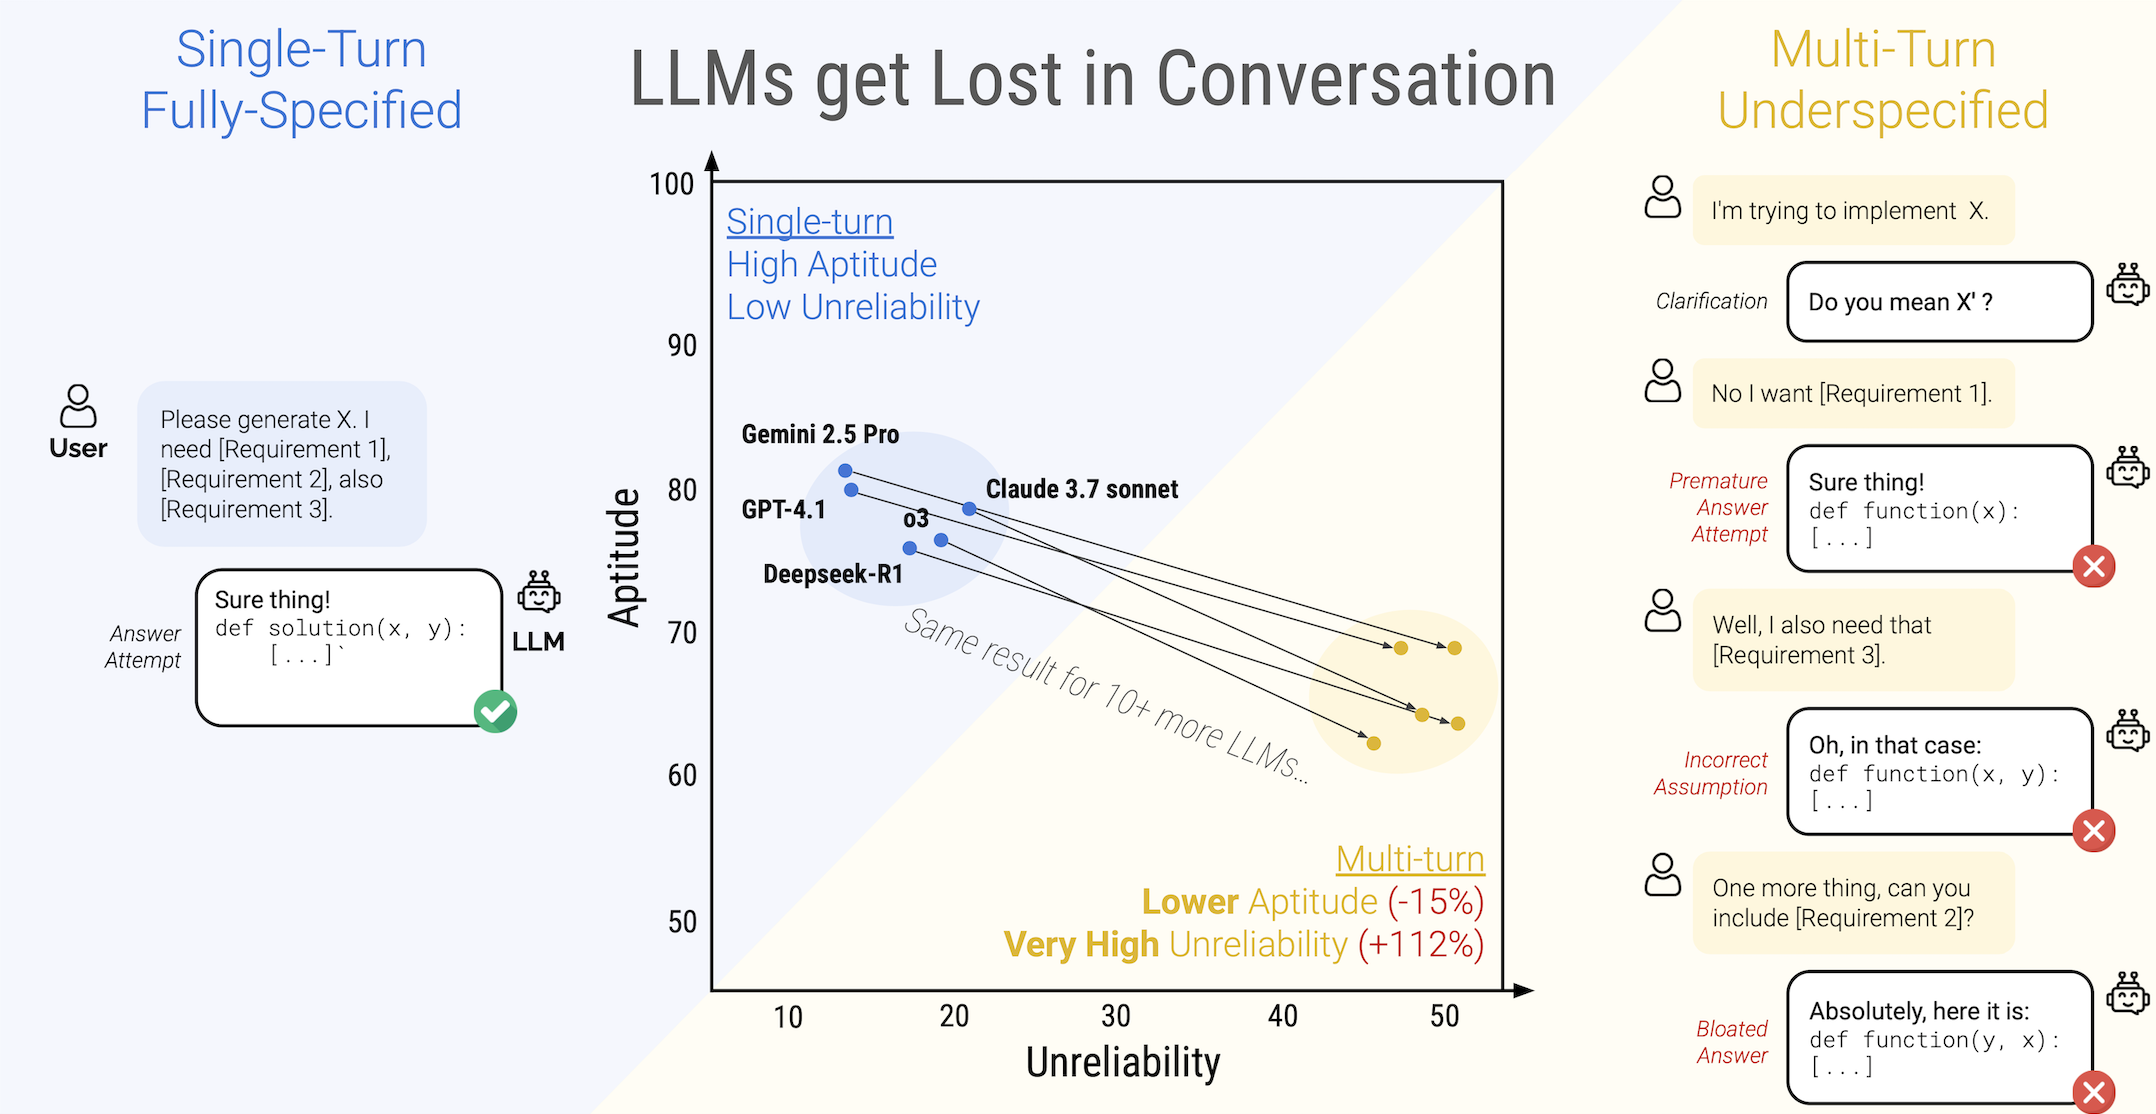 Single-Turn
Fully-Specified
LLMs get Lost in Conversation
Multi-Turn
Underspecified
User
Please generate X. I
need [Requirement 1],
[Requirement 2], also
[Requirement 3].
Answer
Attempt
Sure thing!
def solution(x, y):
[...]`
LLM
Aptitude
100
90
80
70
60
50
Single-turn
High Aptitude
Low Unreliability
Gemini 2.5 Pro
GPT-4.1
o3
Claude 3.7 sonnet
Deepseek-R1
Same result for 10+ more LLMs...
Multi-turn
Lower Aptitude (-15%)
Very High Unreliability (+112%)
10
20
30
40
50
Unreliability
I'm trying to implement X.
Clarification
Do you mean X' ?
No I want [Requirement 1].
Premature
Answer
Attempt
Sure thing!
def function(x):
[...]
Well, I also need that
[Requirement 3].
Incorrect
Assumption
Oh, in that case:
def function(x, y):
[...]
One more thing, can you
include [Requirement 2]?
Bloated
Answer
Absolutely, here it is:
def function(y, x):
[...]